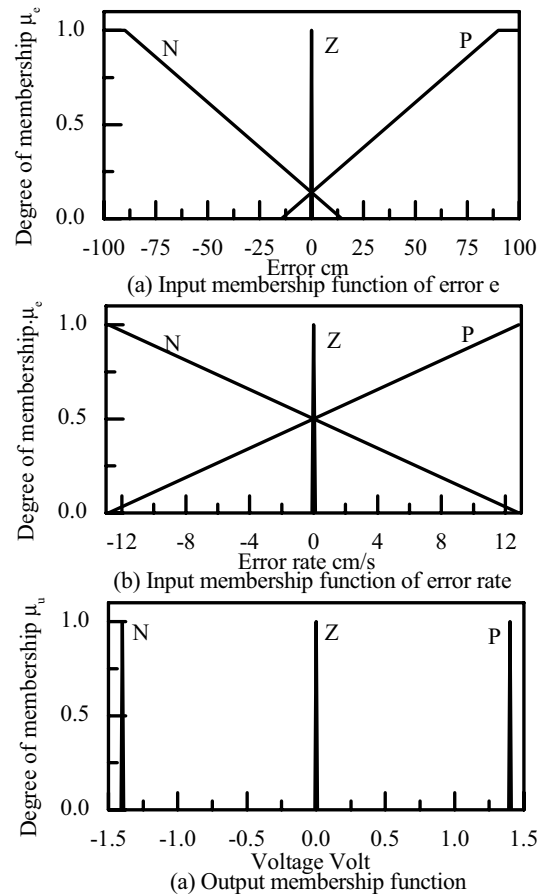 Degree of membership μ_e
1.0
0.5
0.0
N
Z
P
-100 -75 -50 -25 0 25 50 75 100
Error cm
(a) Input membership function of error e
Degree of membership.μ_e
1.0
0.5
0.0
N
Z
P
-12 -8 -4 0 4 8 12
Error rate cm/s
(b) Input membership function of error rate
Degree of membership μ_u
1.0
0.5
0.0
N
Z
P
-1.5 -1.0 -0.5 0.0 0.5 1.0 1.5
Voltage Volt
(a) Output membership function